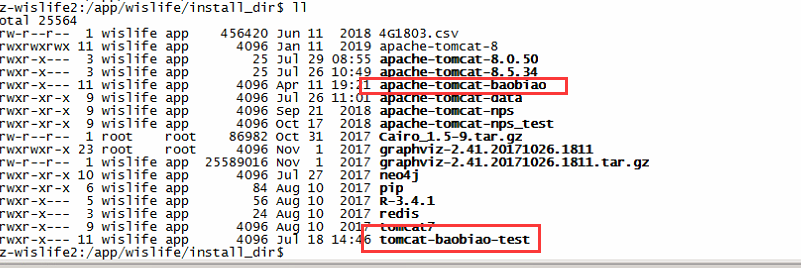 z-wislife2:/app/wislife/install_dir$ ll
total 25564
rw-r--r-- 1 wislife app 456420 Jun 11 2018 4G1803.csv
rwxrwxrwx 11 wislife app 4096 Jan 11 2019 apache-tomcat-8
rwxr-x--- 3 wislife app 25 Jul 29 08:55 apache-tomcat-8.0.50
rwxr-x--- 3 wislife app 25 Jul 26 10:49 apache-tomcat-8.5.34
rwxr-x--- 11 wislife app 4096 Apr 11 19:21 apache-tomcat-baobiao
rwxr-xr-x 9 wislife app 4096 Jul 26 11:01 apache-tomcat-data
rwxr-x--- 9 wislife app 4096 Sep 21 2018 apache-tomcat-nps
rwxr-xr-x 9 wislife app 4096 Oct 17 2018 apache-tomcat-nps_test
rw-r--r-- 1 root root 86982 Oct 31 2017 Cairo_1.5-9.tar.gz
rwxrwxr-x 23 root root 4096 Nov 1 2017 graphviz-2.41.20171026.1811
rw-r--r-- 1 wislife app 25589016 Nov 1 2017 graphviz-2.41.20171026.1811.tar.gz
rwxr-xr-x 10 wislife app 4096 Jul 27 2017 neo4j
rwxr-xr-x 6 wislife app 84 Aug 10 2017 pip
rwxr-x--- 5 wislife app 56 Aug 10 2017 R-3.4.1
rwxr-x--- 3 wislife app 24 Aug 10 2017 redis
rwxr-xr-x 9 wislife app 4096 Aug 10 2017 tomcat7
rwxr-x--- 11 wislife app 4096 Jul 18 14:46 tomcat-baobiao-test
z-wislife2:/app/wislife/install_dir$